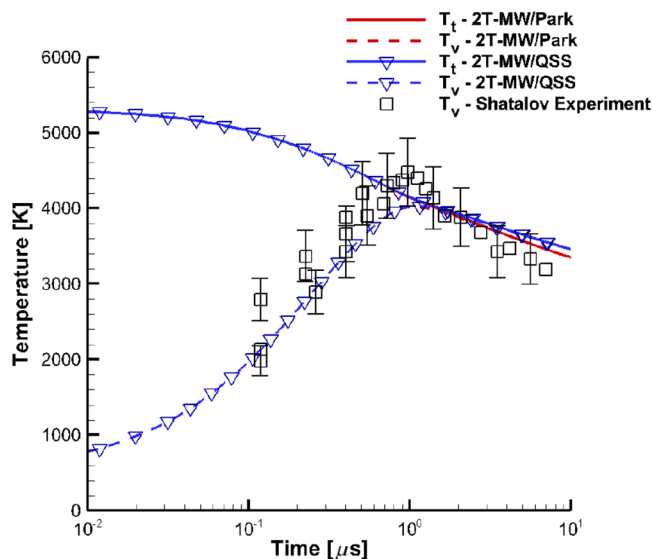 T_t - 2T-MW/Park
T_v - 2T-MW/Park
T_t - 2T-MW/QSS
T_v - 2T-MW/QSS
T_v - Shatalov Experiment
6000
5000
4000
3000
2000
1000
0
Temperature [K]
10^-2
10^-1
10^0
10^1
Time [μs]